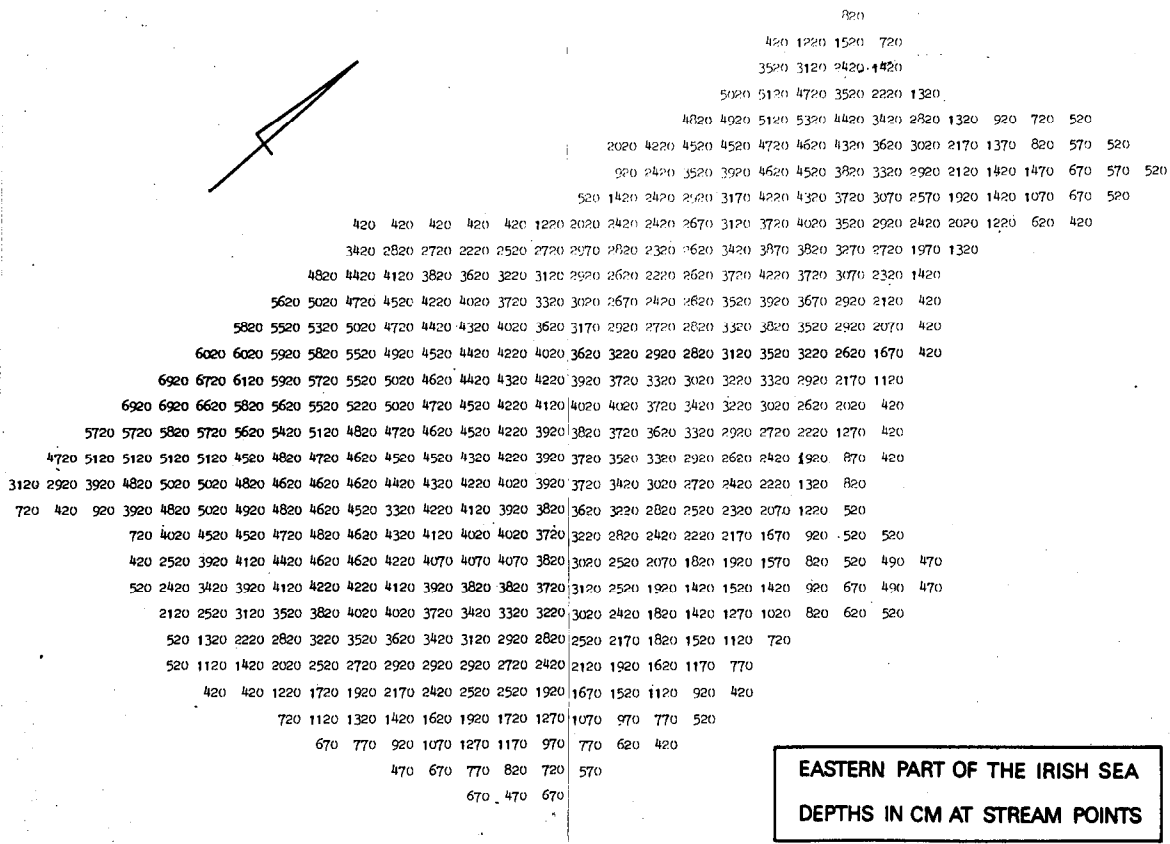 820
420 1220 1520 720
3520 3120 2420 1420
5020 5120 4720 3520 2220 1320
4820 4920 5120 5320 4420 3420 2820 1320 920 720 520
2020 4220 4520 4520 4720 4620 4320 3620 3020 2170 1370 820 570 520
920 2420 3520 3920 4620 4520 3820 3320 2920 2120 1420 1470 670 570 520
520 1420 2420 2920 3170 4220 4320 3720 3070 2570 1920 1420 1070 670 520
420 420 420 420 420 1220 2020 2420 2420 2670 3120 3720 4020 3520 2920 2420 2020 1220 620 420
3420 2820 2720 2220 2520 2720 2970 2820 2320 2620 3420 3870 3820 3270 2720 1970 1320
4820 4420 4120 3820 3620 3220 3120 2920 2620 2220 2620 3720 4220 3720 3070 2320 1420
5620 5020 4720 4520 4220 4020 3720 3320 3020 2670 2420 2620 3520 3920 3670 2920 2120 420
5820 5520 5320 5020 4720 4420 4320 4020 3620 3170 2920 2720 2820 3320 3820 3520 2920 2070 420
6020 6020 5920 5820 5520 4920 4520 4420 4220 4020 3620 3220 2920 2820 3120 3520 3220 2620 1670 420
6920 6720 6120 5920 5720 5520 5020 4620 4420 4320 4220 3920 3720 3320 3020 3220 3320 2920 2170 1120
6920 6920 6620 5820 5620 5520 5220 5020 4720 4520 4220 4120 4020 4020 3720 3420 3220 3020 2620 2020 420
5720 5720 5820 5720 5620 5420 5120 4820 4720 4620 4520 4220 3920 3820 3720 3620 3320 2920 2720 2220 1270 420
4720 5120 5120 5120 5120 4520 4820 4720 4620 4520 4520 4320 4220 3920 3720 3520 3320 2920 2620 2420 1920 870 420
3120 2920 3920 4820 5020 5020 4820 4620 4620 4620 4420 4320 4220 4020 3920 3720 3420 3020 2720 2420 2220 1320 820
720 420 920 3920 4820 5020 4920 4820 4620 4520 3320 4220 4120 3920 3820 3620 3220 2820 2520 2320 2070 1220 520
720 4020 4520 4520 4720 4820 4620 4320 4120 4020 4020 3720 3220 2820 2420 2220 2170 1670 920 520 520
420 2520 3920 4120 4420 4620 4620 4220 4070 4070 4070 3820 3020 2520 2070 1820 1920 1570 820 520 490 470
520 2420 3420 3920 4120 4220 4220 4120 3920 3820 3820 3720 3120 2520 1920 1420 1520 1420 920 670 490 470
2120 2520 3120 3520 3820 4020 4020 3720 3420 3320 3220 3020 2420 1820 1420 1270 1020 820 620 520
520 1320 2220 2820 3220 3520 3620 3420 3120 2920 2820 2520 2170 1820 1520 1120 720
520 1120 1420 2020 2520 2720 2920 2920 2920 2720 2420 2120 1920 1620 1170 770
420 420 1220 1720 1920 2170 2420 2520 2520 1920 1670 1520 1120 920 420
720 1120 1320 1420 1620 1920 1720 1270 1070 970 770 520
670 770 920 1070 1270 1170 970 770 620 420
470 670 770 820 720 570
670 470 670
EASTERN PART OF THE IRISH SEA
DEPTHS IN CM AT STREAM POINTS